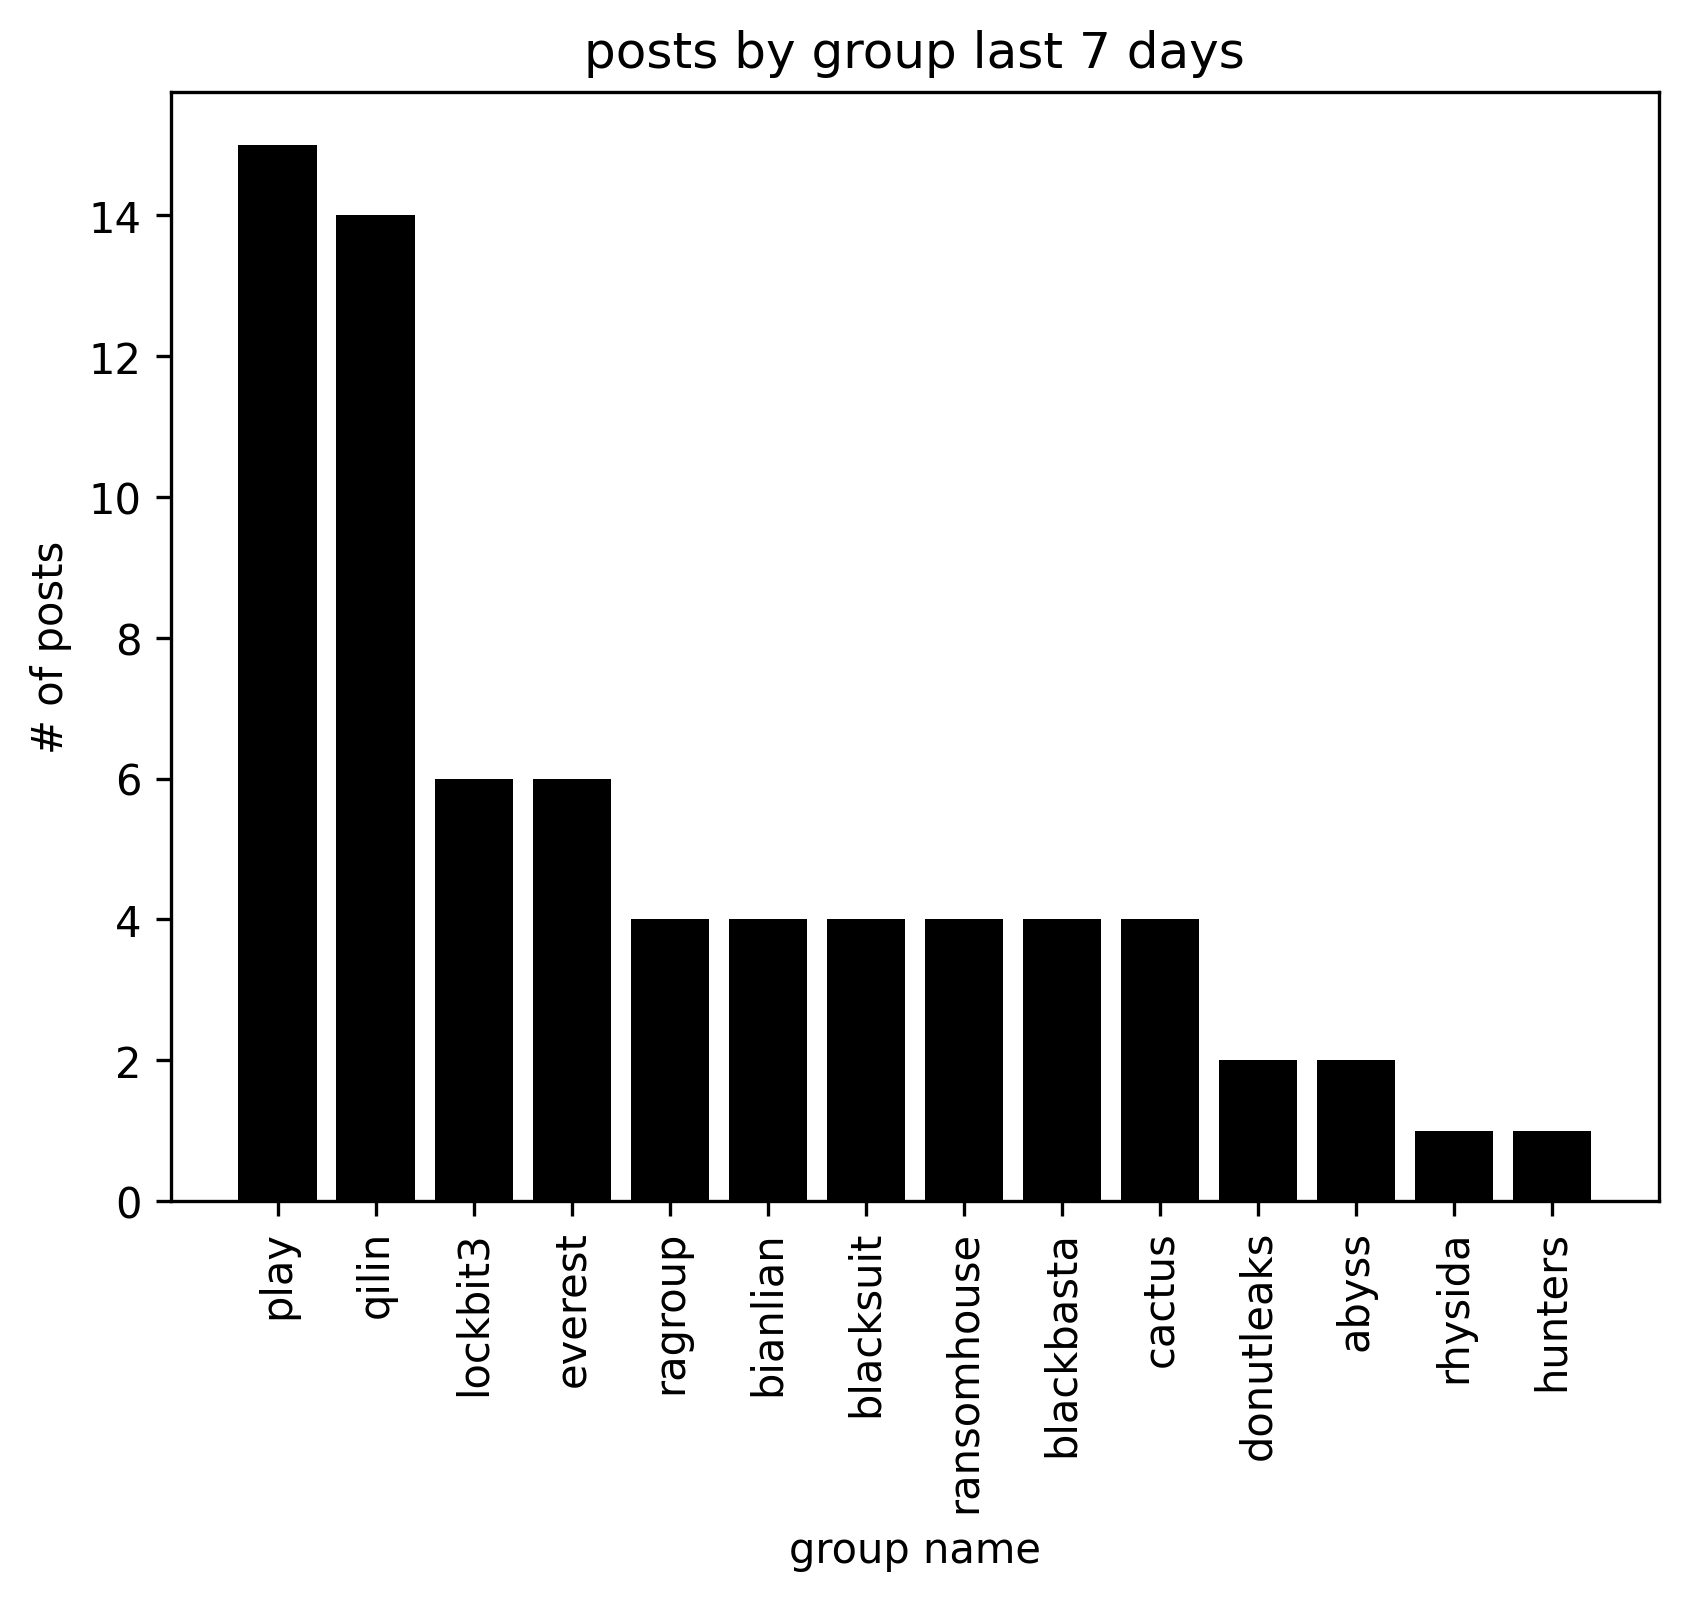 posts by group last 7 days
# of posts
14
12
10
8
6
4
2
0
play
qilin
lockbit3
everest
ragroup
bianlian
blacksuit
ransomhouse
blackbasta
cactus
donutleaks
abyss
rhysida
hunters
group name